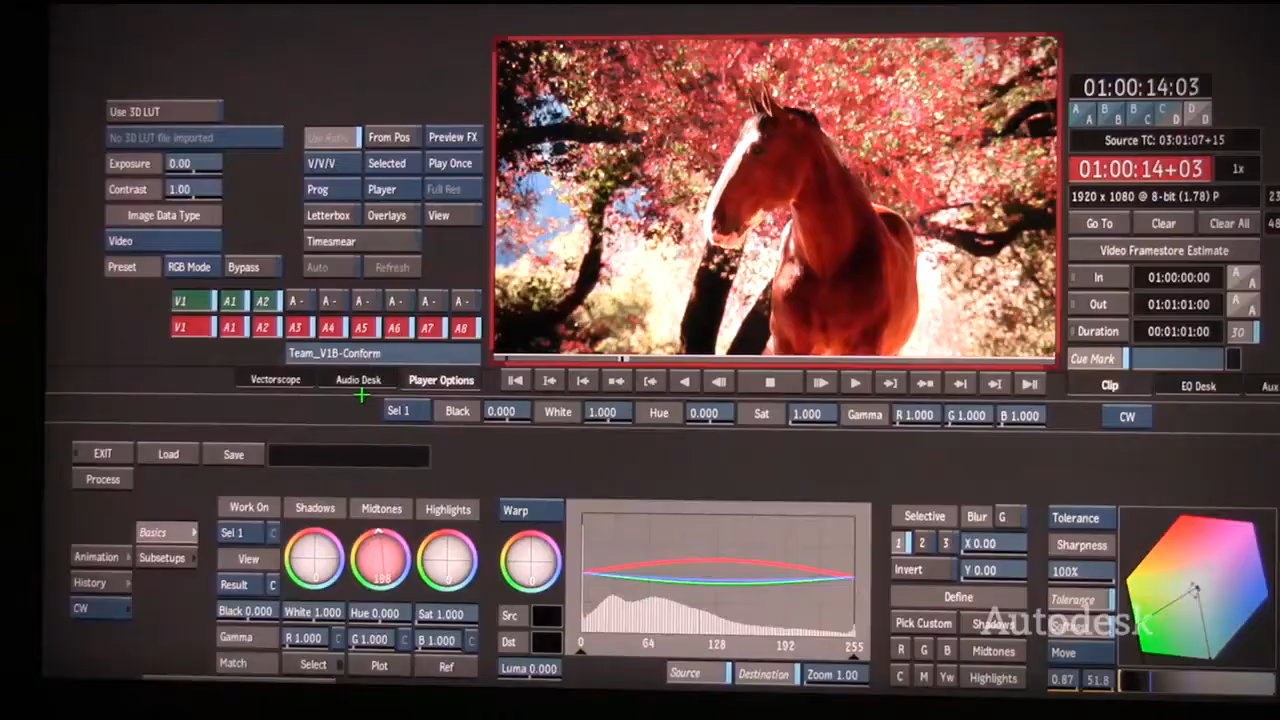 Use 3D LUT
No 3D LUT file imported
Exposure 0.00
Contrast 1.00
Image Data Type
Video
Preset RGB Mode Bypass
Use Ratio From Pos Preview FX
V/V/V Selected Play Once
Prog Player Full Res
Letterbox Overlays View
Timesmear
Auto Refresh
V1 A1 A2 A - A - A - A - A - A -
V1 A1 A2 A3 A4 A5 A6 A7 A8
Team_V1B-Conform
Vectorscope Audio Desk Player Options
01:00:14:03
A A B B B C C D D D
Source TC: 03:01:07+15
01:00:14+03 1x
1920 x 1080 @ 8-bit (1.78) P 23
Go To Clear Clear All 48
Video Framestore Estimate
In 01:00:00:00 A A
Out 01:01:01:00 A A
Duration 00:01:01:00 30
Cue Mark
Clip EQ Desk Aux
Sel 1 Black 0.000 White 1.000 Hue 0.000 Sat 1.000 Gamma R 1.000 G 1.000 B 1.000 CW
EXIT Load Save
Process
Basics
Subsetups
Animation
History
CW
Work On Shadows Midtones Highlights
Sel 1 C
View
Result C
0 198 0
Black 0.000 White 1.000 Hue 0.000 Sat 1.000
Gamma R 1.000 C G 1.000 C B 1.000 C
Match Select Plot Ref
Warp
0
Src
Dst
Luma 0.000
0 64 128 192 255
Source Destination Zoom 1.00
Selective Blur G
1 2 3 X 0.00
Invert Y 0.00
Define
Pick Custom Shadows
R G B Midtones
C M Yw Highlights
Tolerance
Sharpness
100%
Tolerance
Move
0.87 51.8
Autodesk